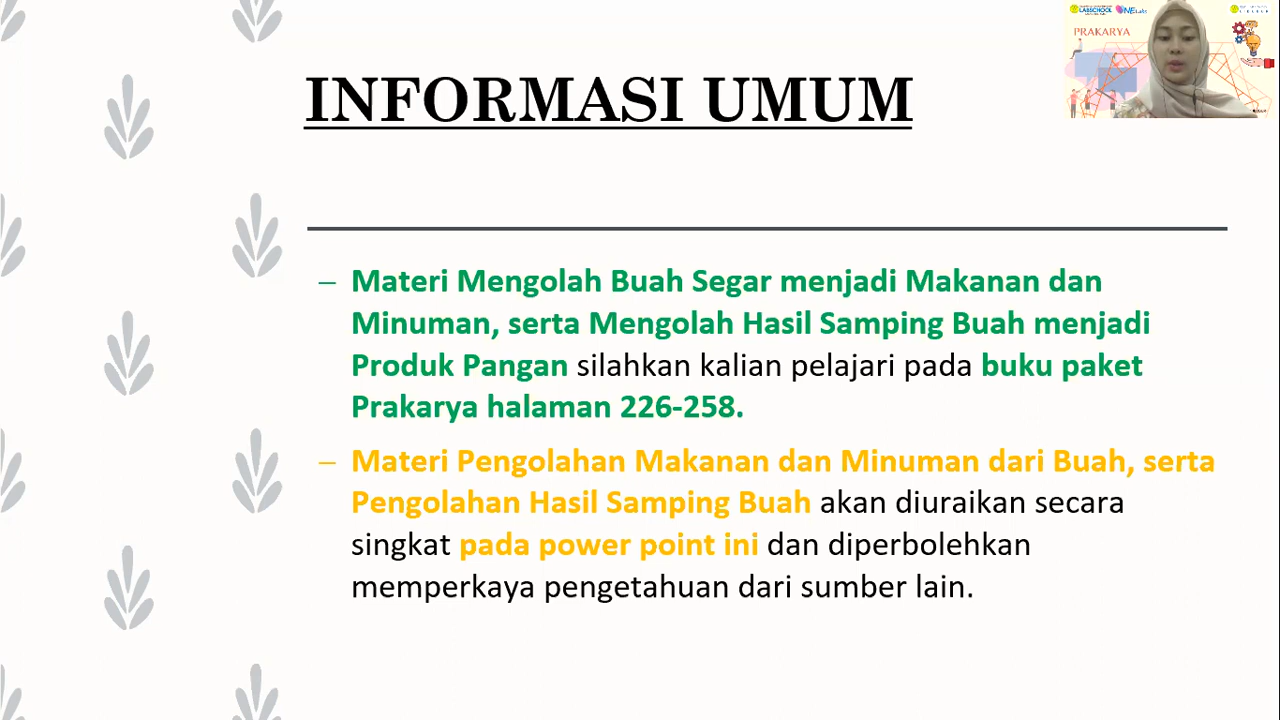 INFORMASI UMUM
LABSCHOOL
PRAKARYA
– Materi Mengolah Buah Segar menjadi Makanan dan
Minuman, serta Mengolah Hasil Samping Buah menjadi
Produk Pangan silahkan kalian pelajari pada buku paket
Prakarya halaman 226-258.
– Materi Pengolahan Makanan dan Minuman dari Buah, serta
Pengolahan Hasil Samping Buah akan diuraikan secara
singkat pada power point ini dan diperbolehkan
memperkaya pengetahuan dari sumber lain.